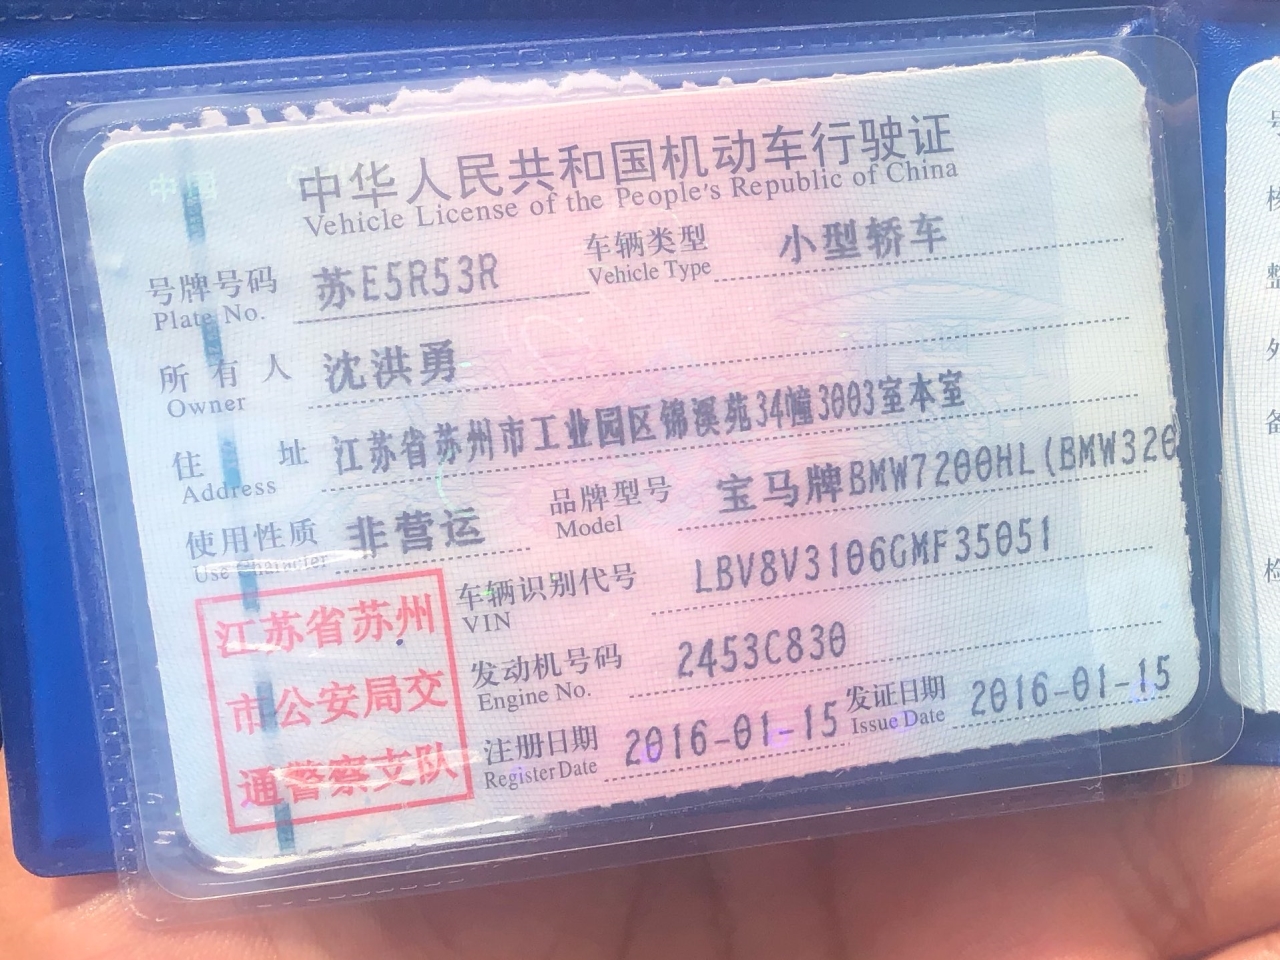 中国
中华人民共和国机动车行驶证
Vehicle License of the People's Republic of China
号牌号码 苏E5R53R 车辆类型 小型轿车
Plate No. Vehicle Type
所有人 沈洪勇
Owner
住址 江苏省苏州市工业园区锦溪苑34幢3003室本室
Address
使用性质 非营运 品牌型号 宝马牌BMW7200HL(BMW320
Use Character Model
车辆识别代号 LBV8V3106GMF35051
VIN
发动机号码 2453C830
Engine No.
注册日期 2016-01-15 发证日期 2016-01-15
Register Date Issue Date
江苏省苏州
市公安局交
通警察支队